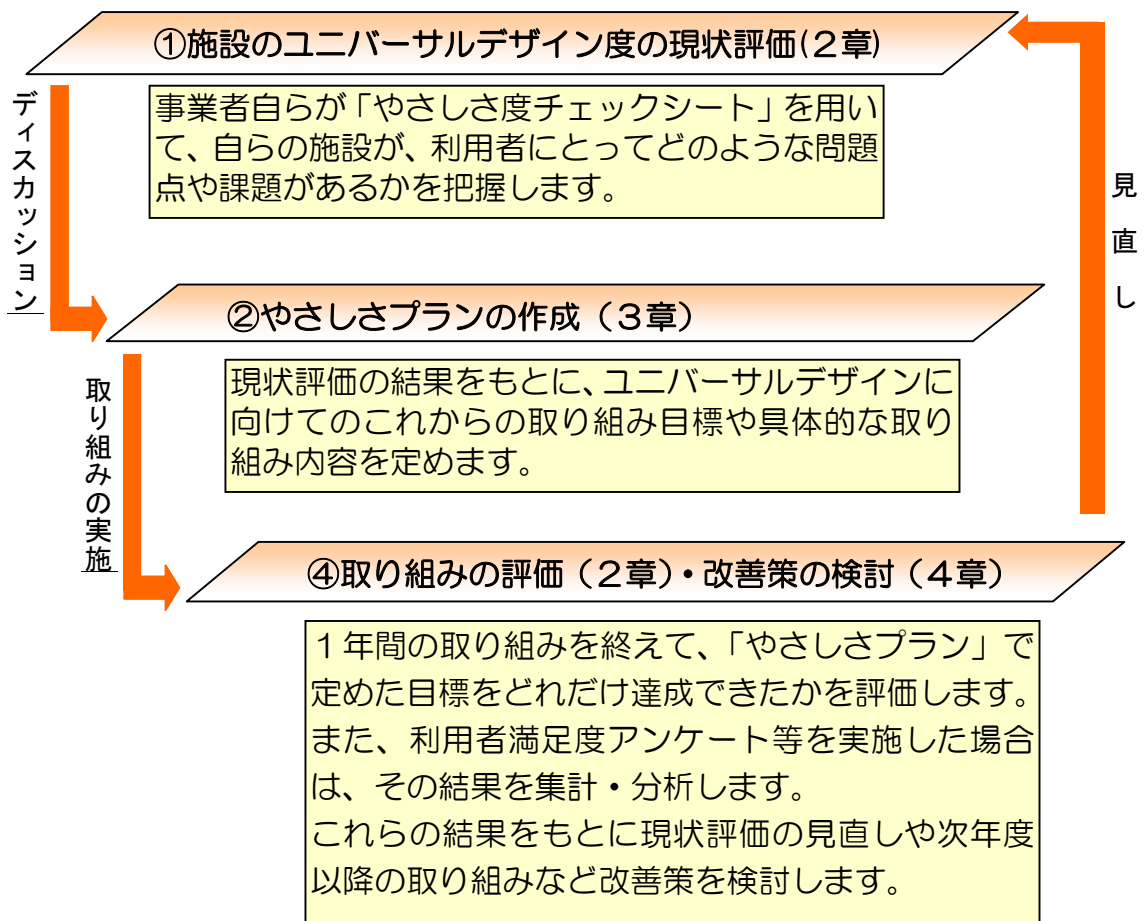 ①施設のユニバーサルデザイン度の現状評価(2章)
ディスカッション
事業者自らが「やさしさ度チェックシート」を用い
て、自らの施設が、利用者にとってどのような問題
点や課題があるかを把握します。
見直し
②やさしさプランの作成(3章)
取り組みの実施
現状評価の結果をもとに、ユニバーサルデザインに
向けてのこれからの取り組み目標や具体的な取り
組み内容を定めます。
④取り組みの評価(2章)・改善策の検討(4章)
1年間の取り組みを終えて、「やさしさプラン」で
定めた目標をどれだけ達成できたかを評価します。
また、利用者満足度アンケート等を実施した場合
は、その結果を集計・分析します。
これらの結果をもとに現状評価の見直しや次年度
以降の取り組みなど改善策を検討します。